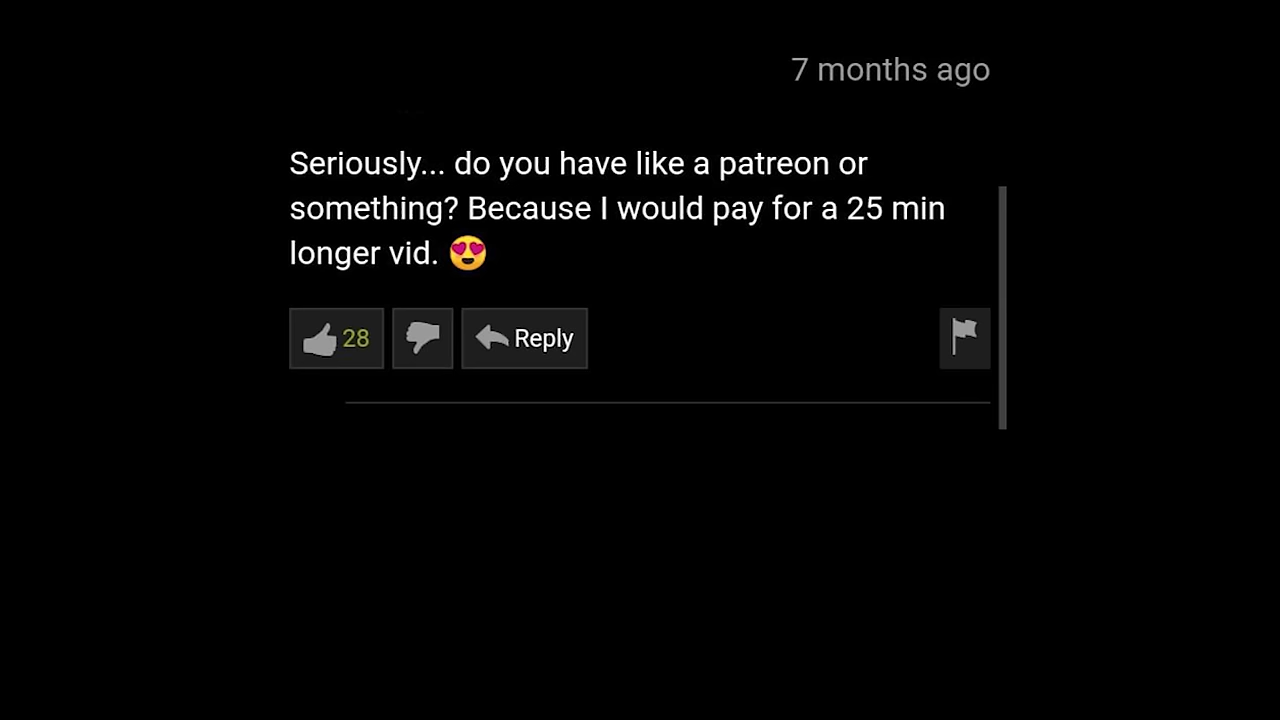 7 months ago
Seriously... do you have like a patreon or
something? Because I would pay for a 25 min
longer vid. 😍
28
Reply